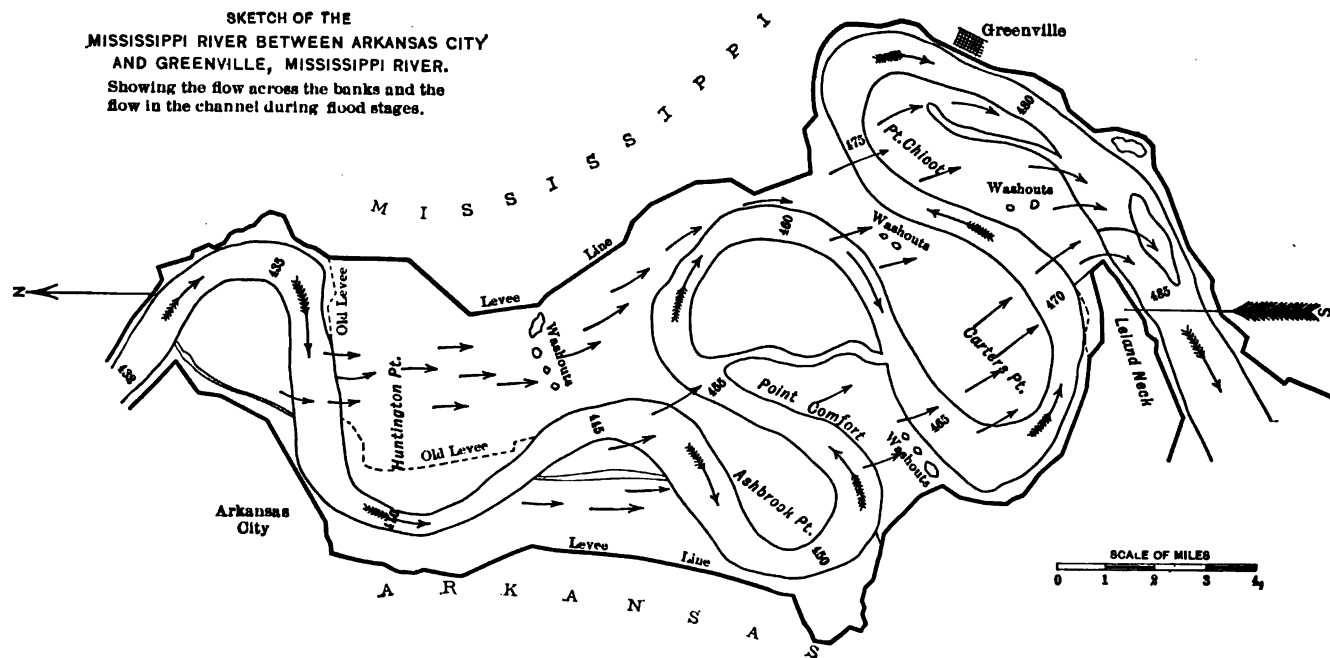 SKETCH OF THE
MISSISSIPPI RIVER BETWEEN ARKANSAS CITY
AND GREENVILLE, MISSISSIPPI RIVER.
Showing the flow across the banks and the
flow in the channel during flood stages.
MISSISSIPPI
Greenville
480
475
Pt. Chicot
Washouts
Washouts
460
Line
Levee
435
Old Levee
N
470
485
S
Washouts
Carters Pt.
Leland Neck
433
Huntington Pt.
455
Point Comfort
465
Old Levee
445
Washouts
Ashbrook Pt.
Arkansas
City
450
Levee Line
ARKANSAS
SCALE OF MILES
0 1 2 3 4